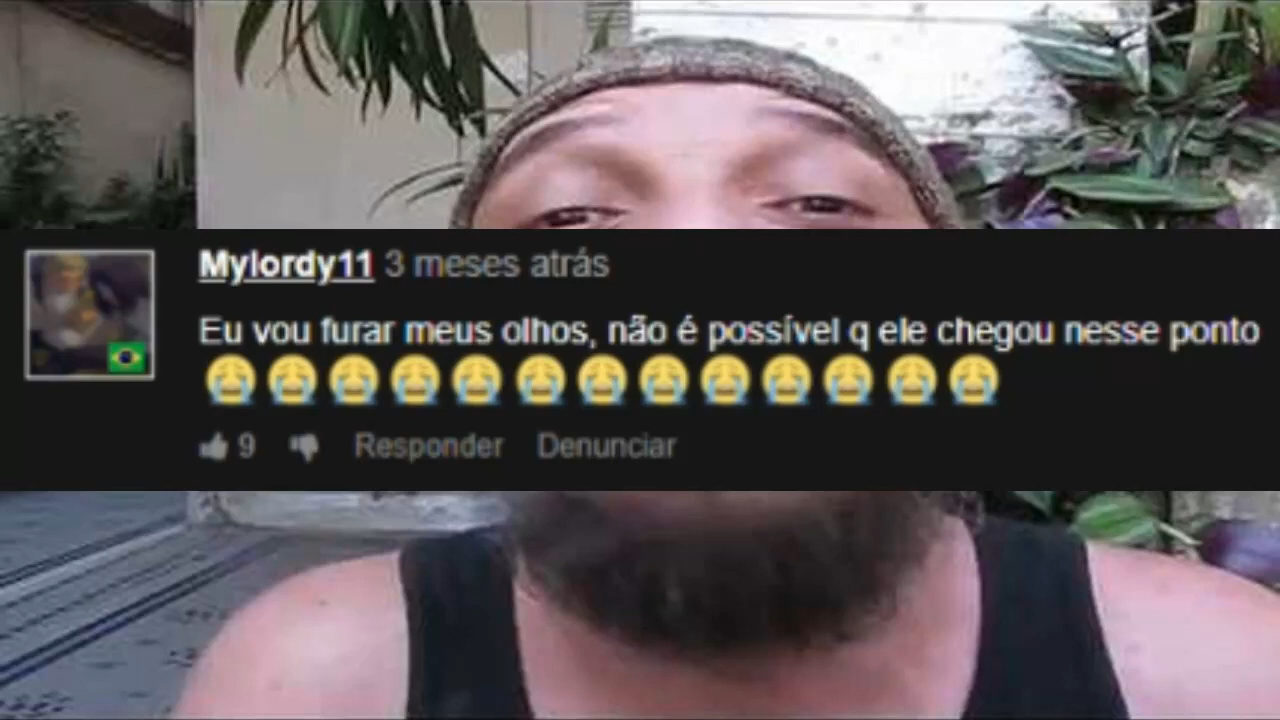 Mylordy11 3 meses atrás
Eu vou furar meus olhos, não é possível q ele chegou nesse ponto
😭😭😭😭😭😭😭😭😭😭😭😭😭
9 Responder Denunciar